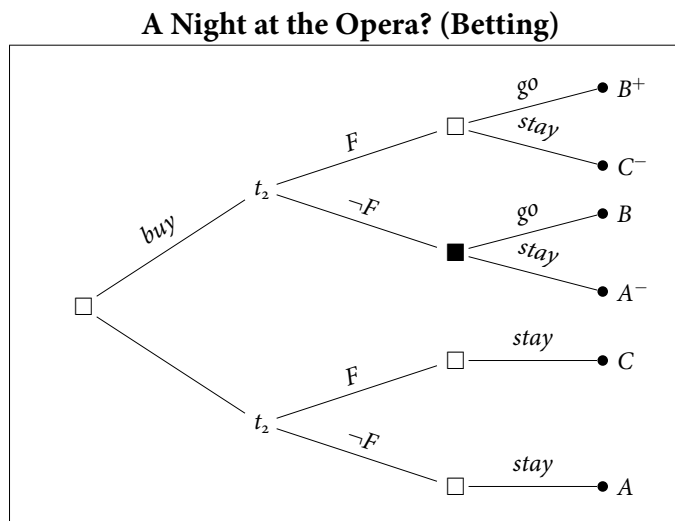 A Night at the Opera? (Betting)
go
B⁺
F
stay
C⁻
t₂
buy
¬F
go
B
stay
A⁻
F
stay
C
t₂
¬F
stay
A